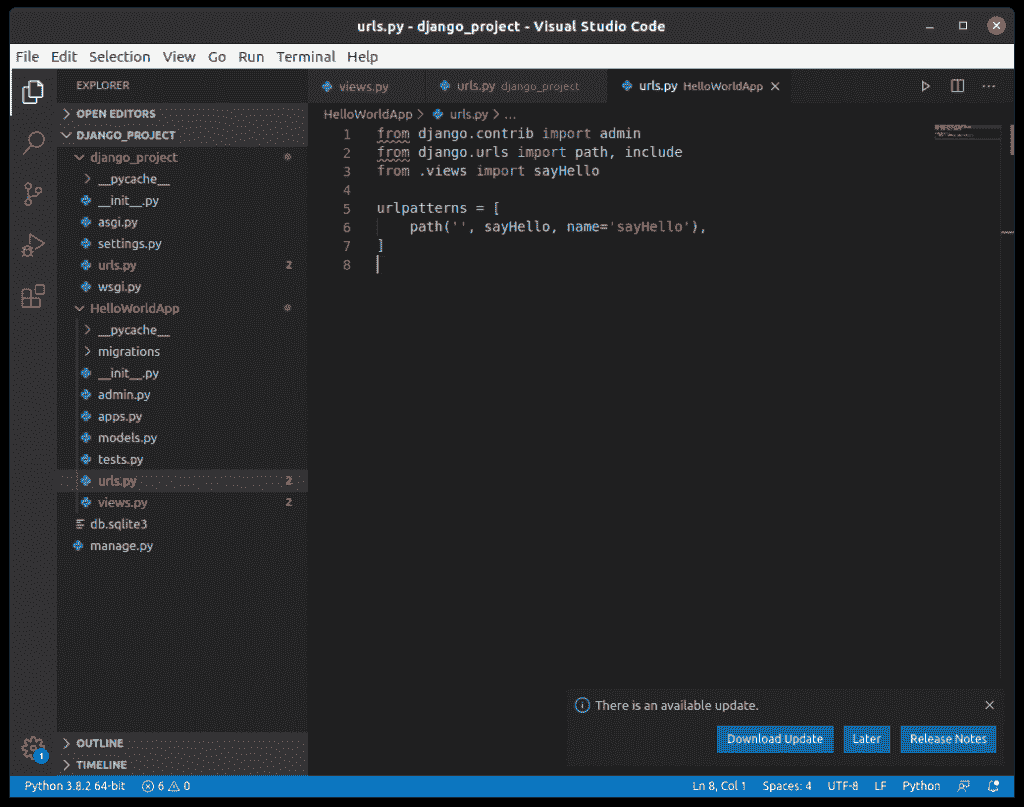 urls.py - django_project - Visual Studio Code
File Edit Selection View Go Run Terminal Help
EXPLORER
OPEN EDITORS
DJANGO_PROJECT
django_project
__pycache__
__init__.py
asgi.py
settings.py
urls.py 2
wsgi.py
HelloWorldApp
__pycache__
migrations
__init__.py
admin.py
apps.py
models.py
tests.py
urls.py 2
views.py 2
db.sqlite3
manage.py
OUTLINE
TIMELINE
1
views.py urls.py django_project urls.py HelloWorldApp
HelloWorldApp > urls.py > ...
1 from django.contrib import admin
2 from django.urls import path, include
3 from .views import sayHello
4
5 urlpatterns = [
6     path('', sayHello, name='sayHello'),
7 ]
8
There is an available update.
Download Update Later Release Notes
Python 3.8.2 64-bit 6 0 Ln 8, Col 1 Spaces: 4 UTF-8 LF Python